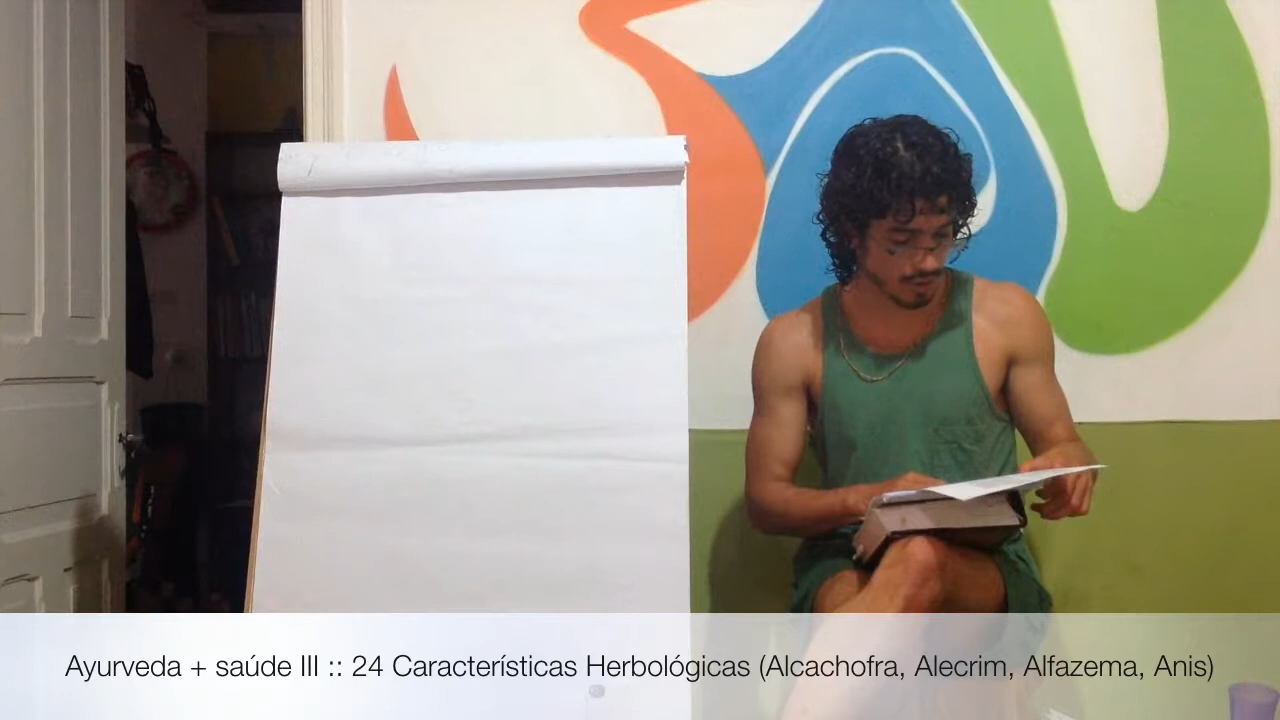 Ayurveda + saúde III :: 24 Características Herbológicas (Alcachofra, Alecrim, Alfazema, Anis)